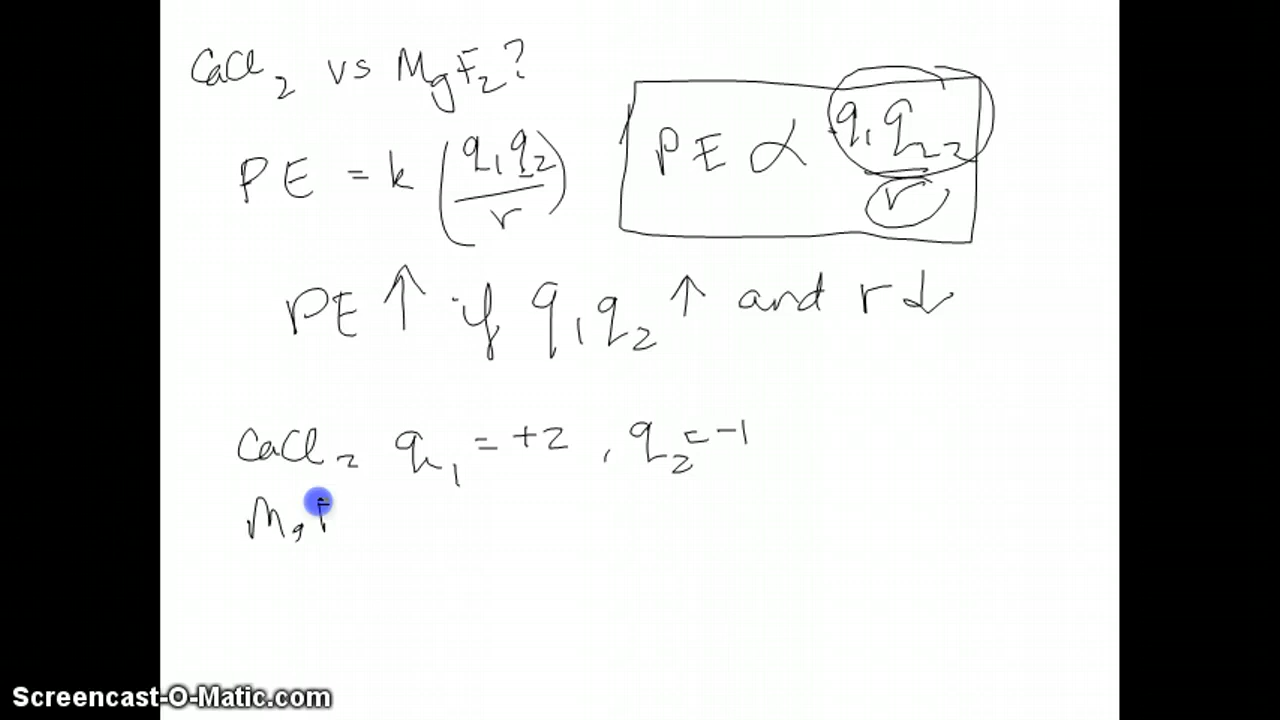 CaCl₂ vs MgF₂?
PE = k (q₁q₂/r)
PE ∝ q₁q₂/r
PE ↑ if q₁q₂ ↑ and r ↓
CaCl₂ q₁ = +2, q₂ = -1
MgF
Screencast-O-Matic.com